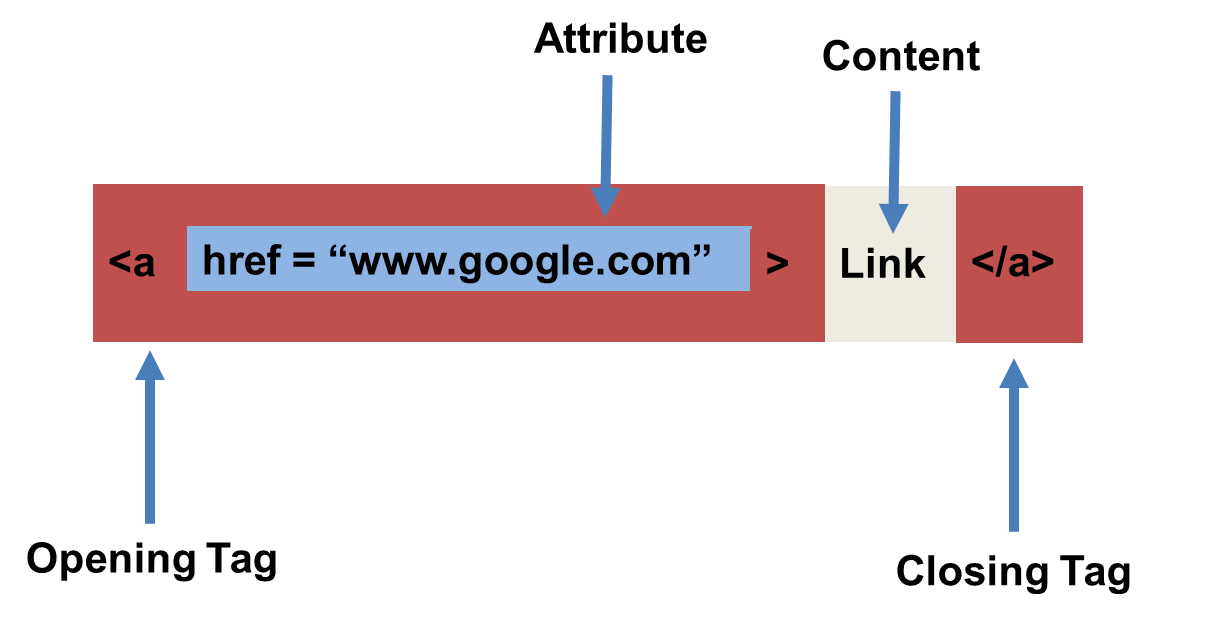 Attribute
Content
<a href = “www.google.com” > Link </a>
Opening Tag
Closing Tag